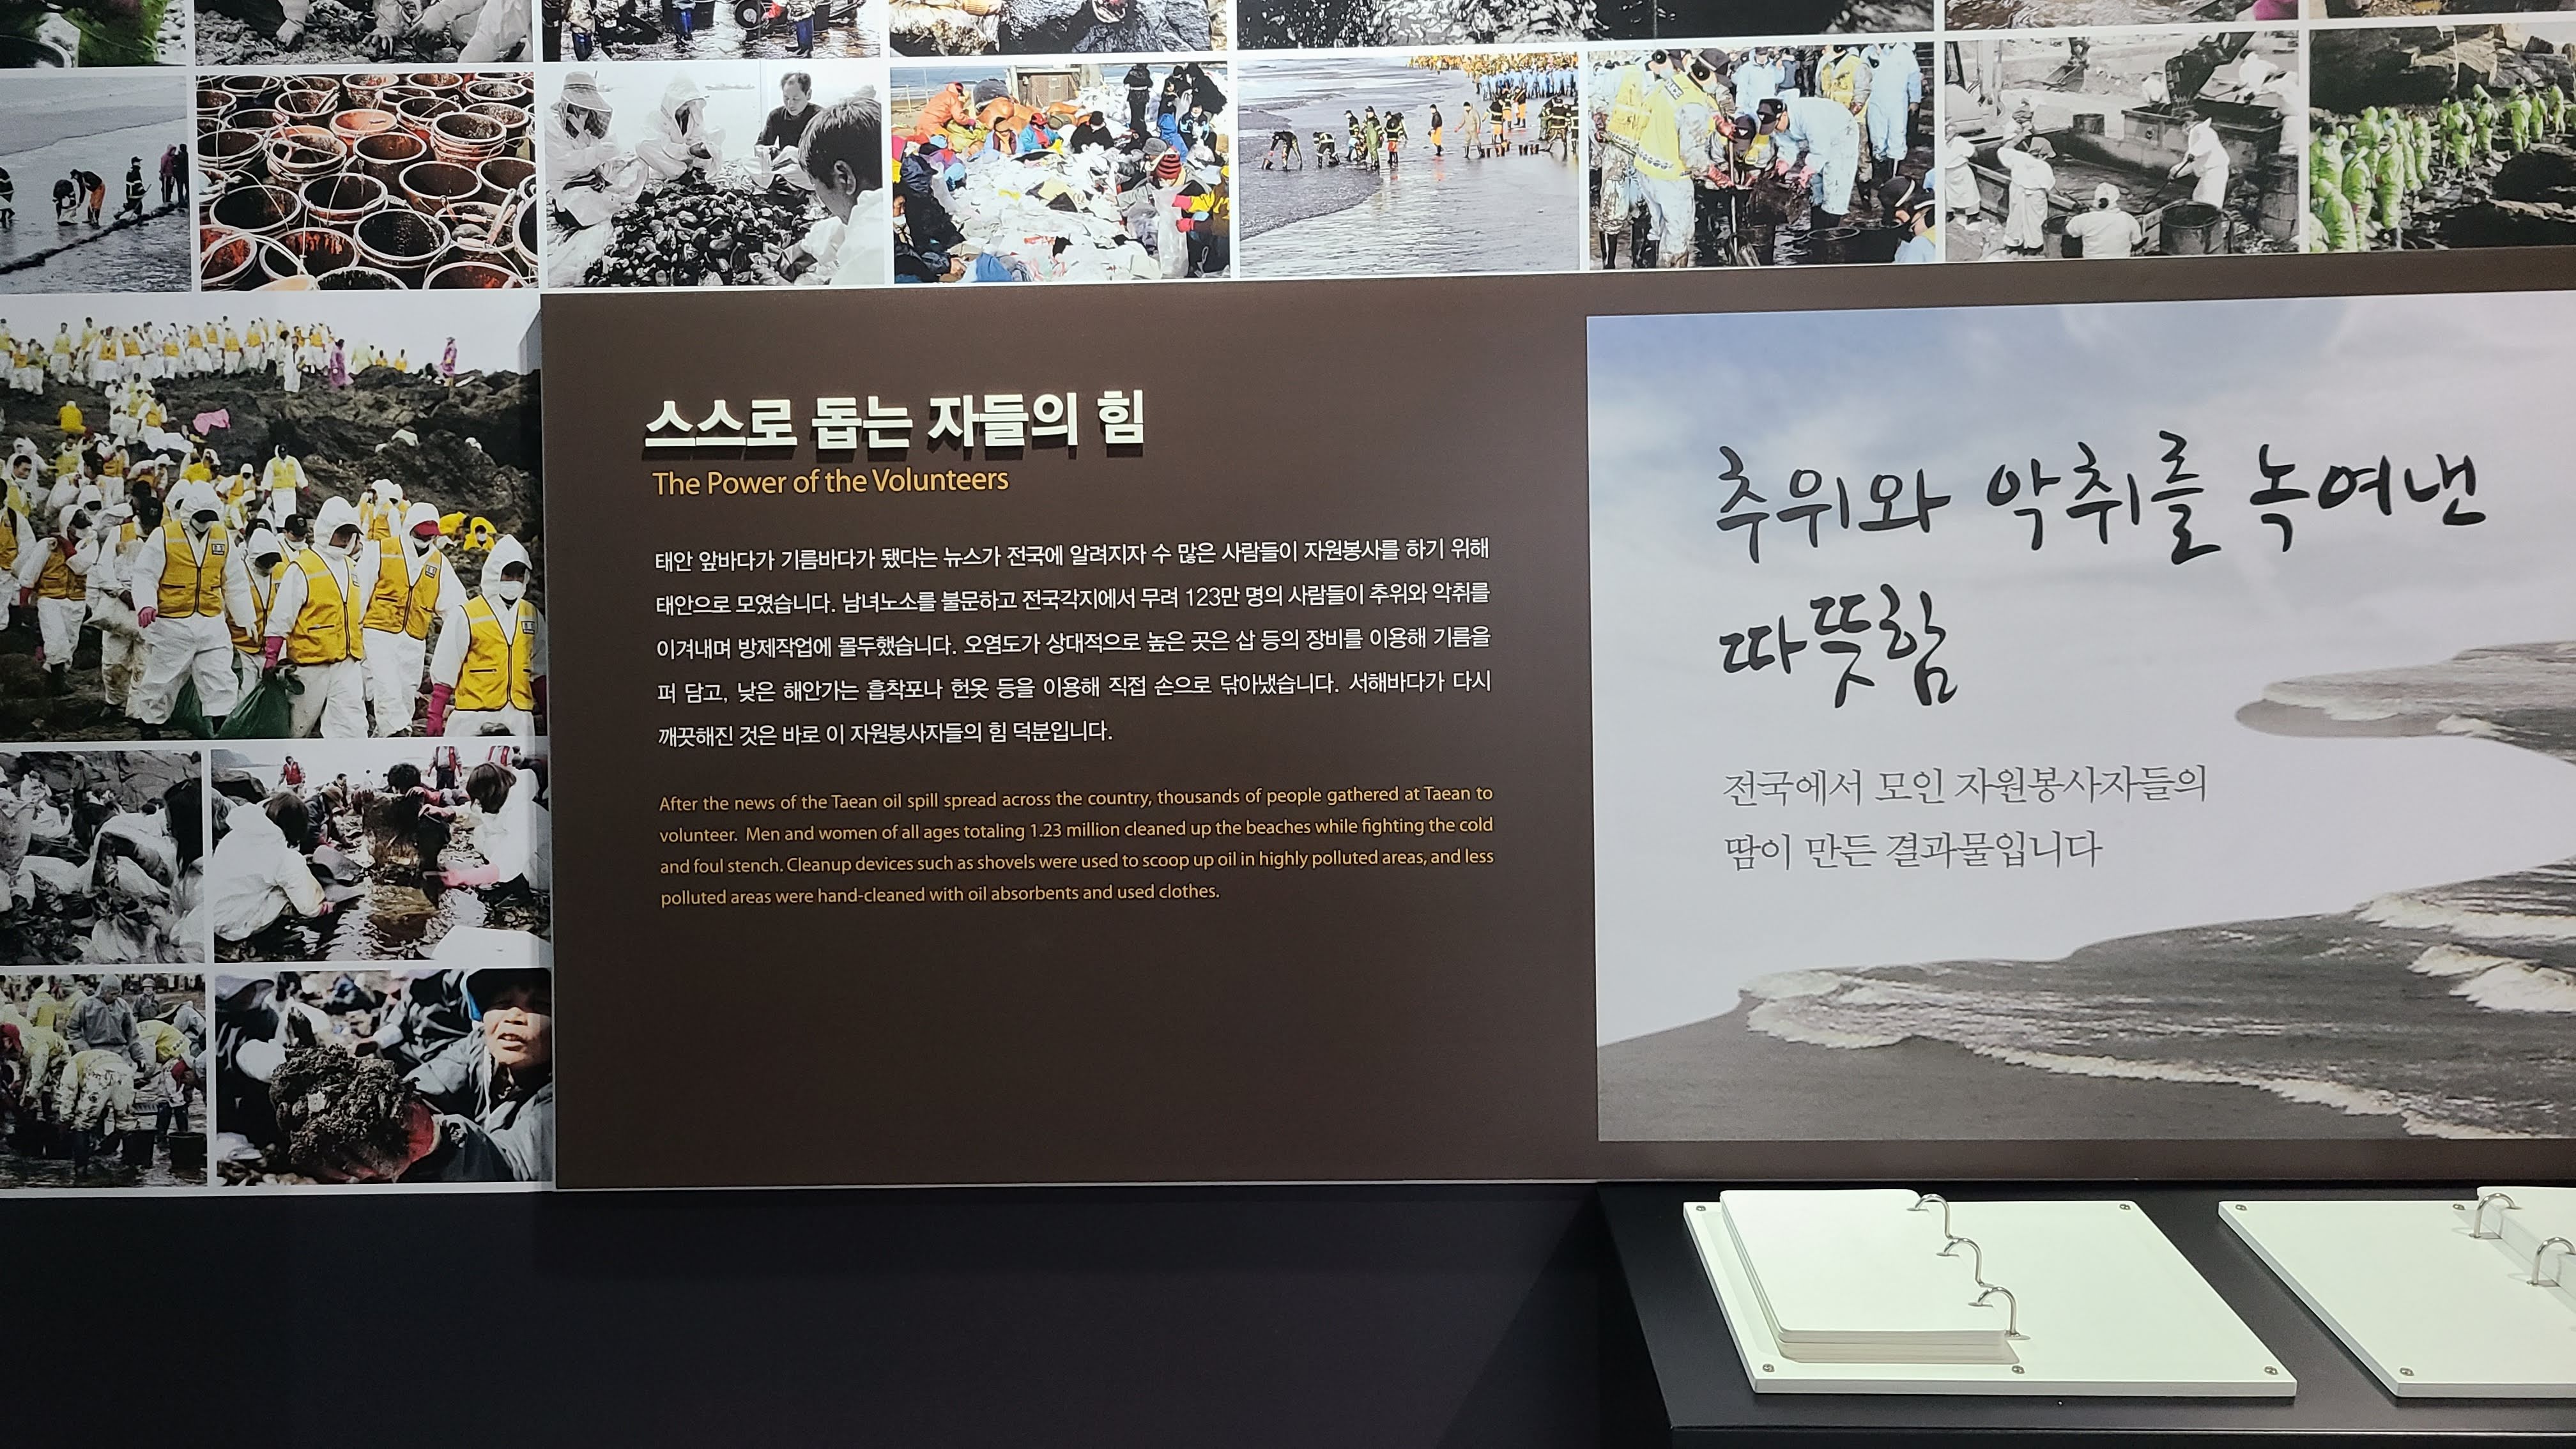 스스로 돕는 자들의 힘
The Power of the Volunteers
태안 앞바다가 기름바다가 됐다는 뉴스가 전국에 알려지자 수 많은 사람들이 자원봉사를 하기 위해
태안으로 모였습니다. 남녀노소를 불문하고 전국각지에서 무려 123만 명의 사람들이 추위와 악취를
이겨내며 방제작업에 몰두했습니다. 오염도가 상대적으로 높은 곳은 삽 등의 장비를 이용해 기름을
퍼 담고, 낮은 해안가는 흡착포나 헌옷 등을 이용해 직접 손으로 닦아냈습니다. 서해바다가 다시
깨끗해진 것은 바로 이 자원봉사자들의 힘 덕분입니다.
After the news of the Taean oil spill spread across the country, thousands of people gathered at Taean to
volunteer. Men and women of all ages totaling 1.23 million cleaned up the beaches while fighting the cold
and foul stench. Cleanup devices such as shovels were used to scoop up oil in highly polluted areas, and less
polluted areas were hand-cleaned with oil absorbents and used clothes.
추위와 악취를 녹여낸
따뜻함
전국에서 모인 자원봉사자들의
땀이 만든 결과물입니다